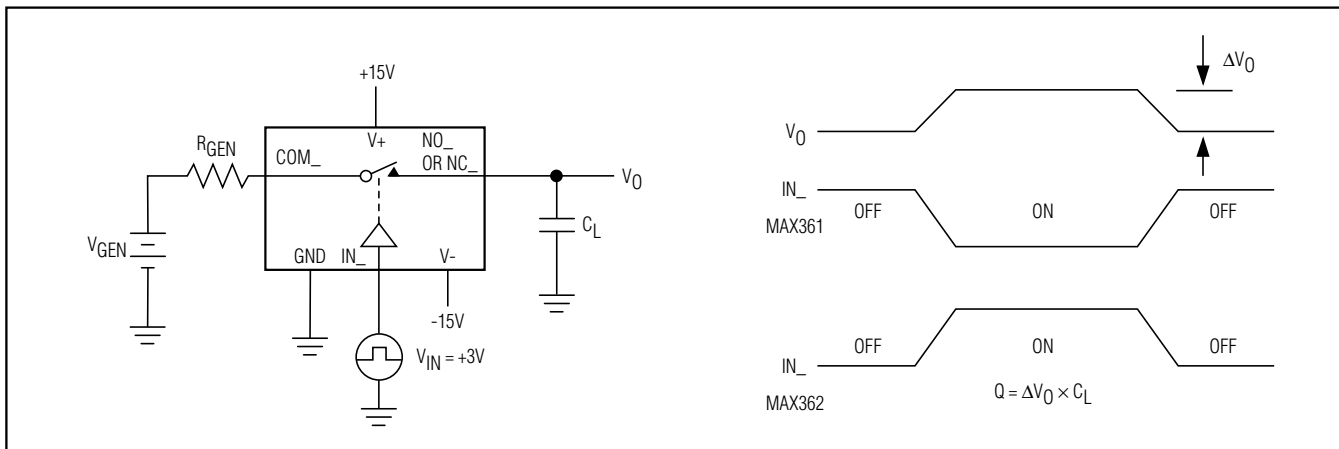 +15V
V+
NO_
OR NC_
COM_
RGEN
VO
CL
VGEN
GND
IN_
V-
-15V
VIN = +3V
ΔVO
VO
IN_
MAX361
OFF
ON
OFF
IN_
MAX362
OFF
ON
OFF
Q = ΔVO × CL